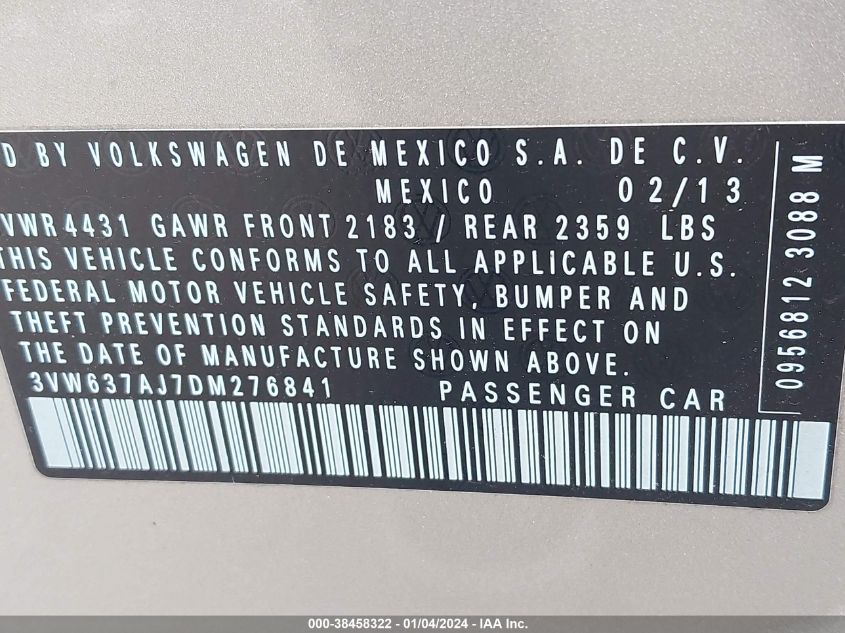 D BY VOLKSWAGEN DE MEXICO S.A. DE C.V.
MEXICO 02/13
VWR 4431 GAWR FRONT 2183 / REAR 2359 LBS
THIS VEHICLE CONFORMS TO ALL APPLICABLE U.S.
FEDERAL MOTOR VEHICLE SAFETY, BUMPER AND
THEFT PREVENTION STANDARDS IN EFFECT ON
THE DATE OF MANUFACTURE SHOWN ABOVE.
3VW637AJ7DM276841 PASSENGER CAR
0956812 3088 M
000-38458322 - 01/04/2024 - IAA Inc.